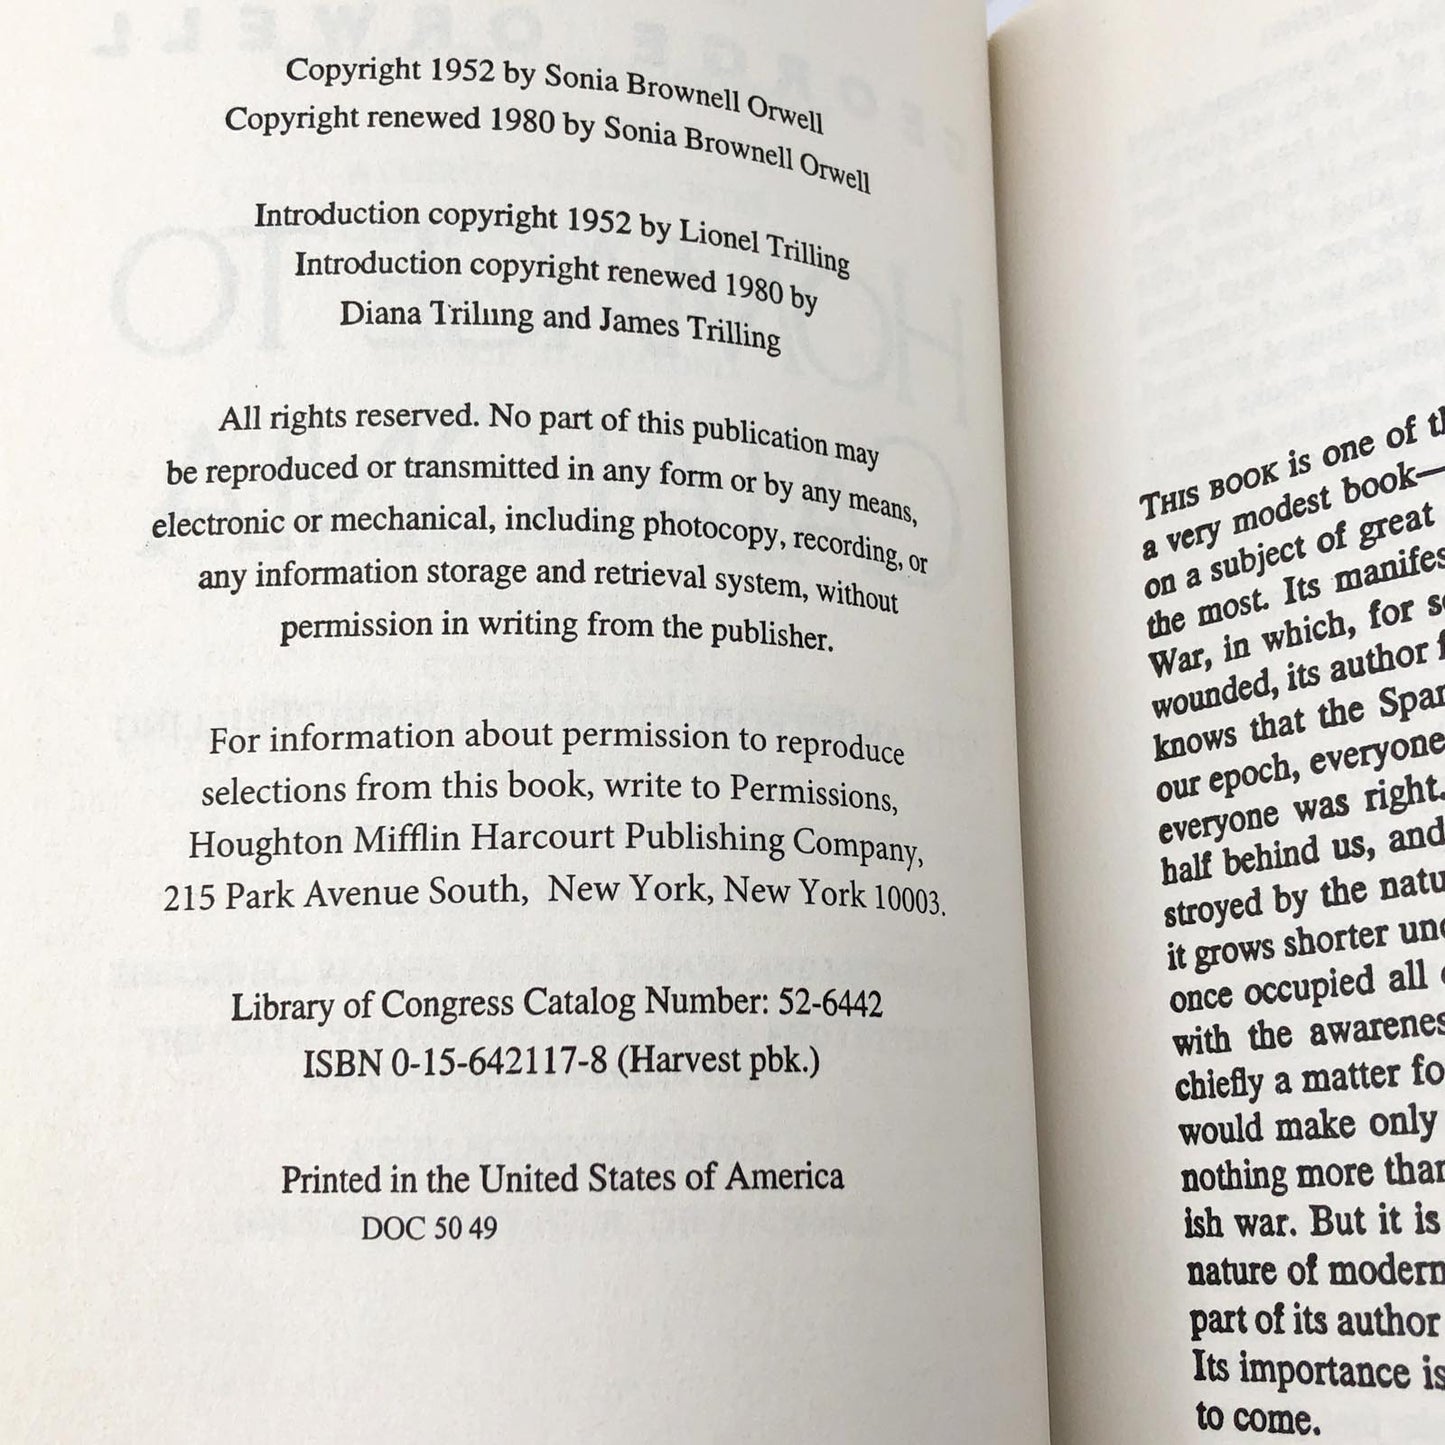 Copyright 1952 by Sonia Brownell Orwell
Copyright renewed 1980 by Sonia Brownell Orwell
Introduction copyright 1952 by Lionel Trilling
Introduction copyright renewed 1980 by
Diana Trilling and James Trilling
All rights reserved. No part of this publication may
be reproduced or transmitted in any form or by any means,
electronic or mechanical, including photocopy, recording, or
any information storage and retrieval system, without
permission in writing from the publisher.
For information about permission to reproduce
selections from this book, write to Permissions,
Houghton Mifflin Harcourt Publishing Company,
215 Park Avenue South, New York, New York 10003.
Library of Congress Catalog Number: 52-6442
ISBN 0-15-642117-8 (Harvest pbk.)
Printed in the United States of America
DOC 50 49
THIS BOOK is one of
a very modest book—
on a subject of great
the most. Its
War, in which, for
wounded, its author
knows that the
our epoch, everyone
everyone was right.
half behind us, and
stroyed by the
it grows shorter
once occupied all
with the
chiefly a matter
would make only
nothing more
ish war. But it is
nature of modern
part of its author
Its importance is
to come.